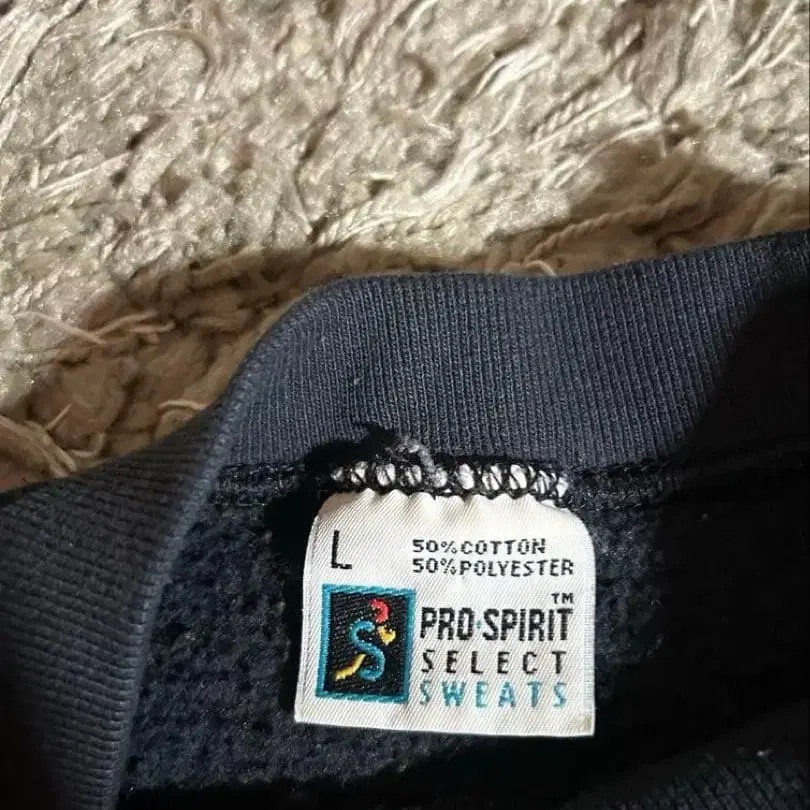 L
50%COTTON
50%POLYESTER
PRO·SPIRIT™
SELECT
SWEATS